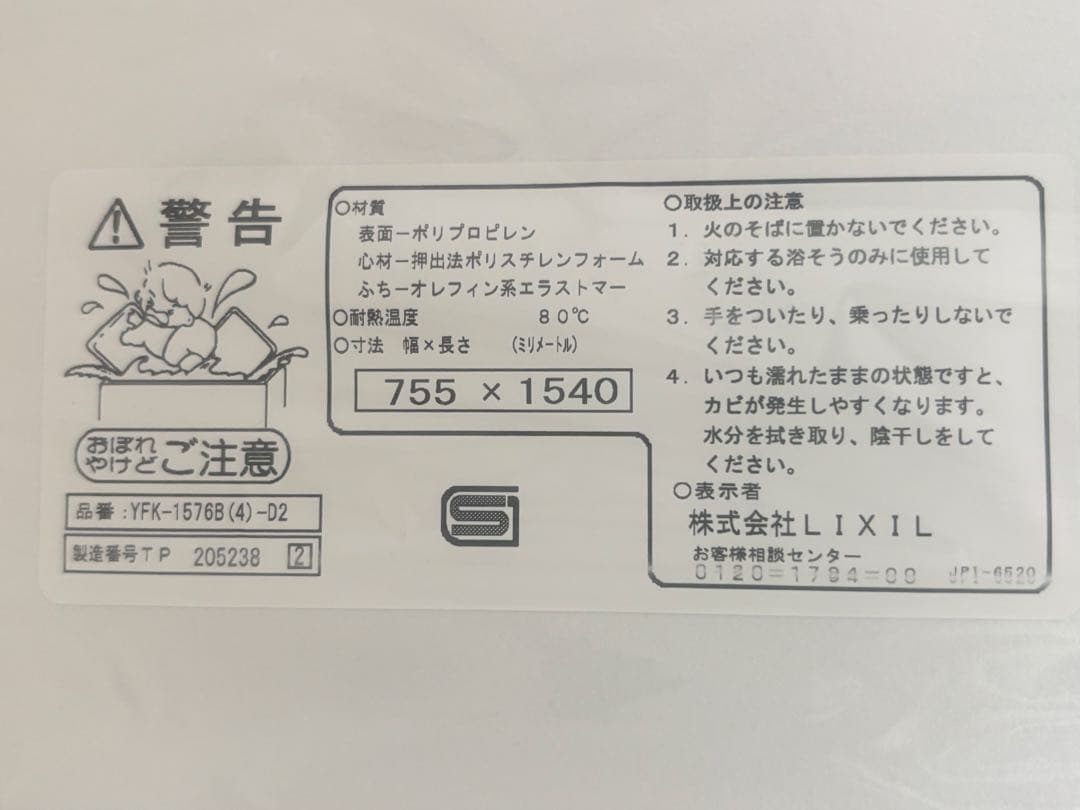 警告
おぼれ
やけど ご注意
品番:YFK-1576B(4)-D2
製造番号TP 205238 2
○材質
表面ーポリプロピレン
心材ー押出法ポリスチレンフォーム
ふちーオレフィン系エラストマー
○耐熱温度 80℃
○寸法 幅×長さ (ミリメートル)
755 × 1540
○取扱上の注意
1. 火のそばに置かないでください。
2. 対応する浴そうのみに使用して
ください。
3. 手をついたり、乗ったりしないで
ください。
4. いつも濡れたままの状態ですと、
カビが発生しやすくなります。
水分を拭き取り、陰干しをして
ください。
○表示者
株式会社LIXIL
お客様相談センター
0120=1794=00 JPI-6520